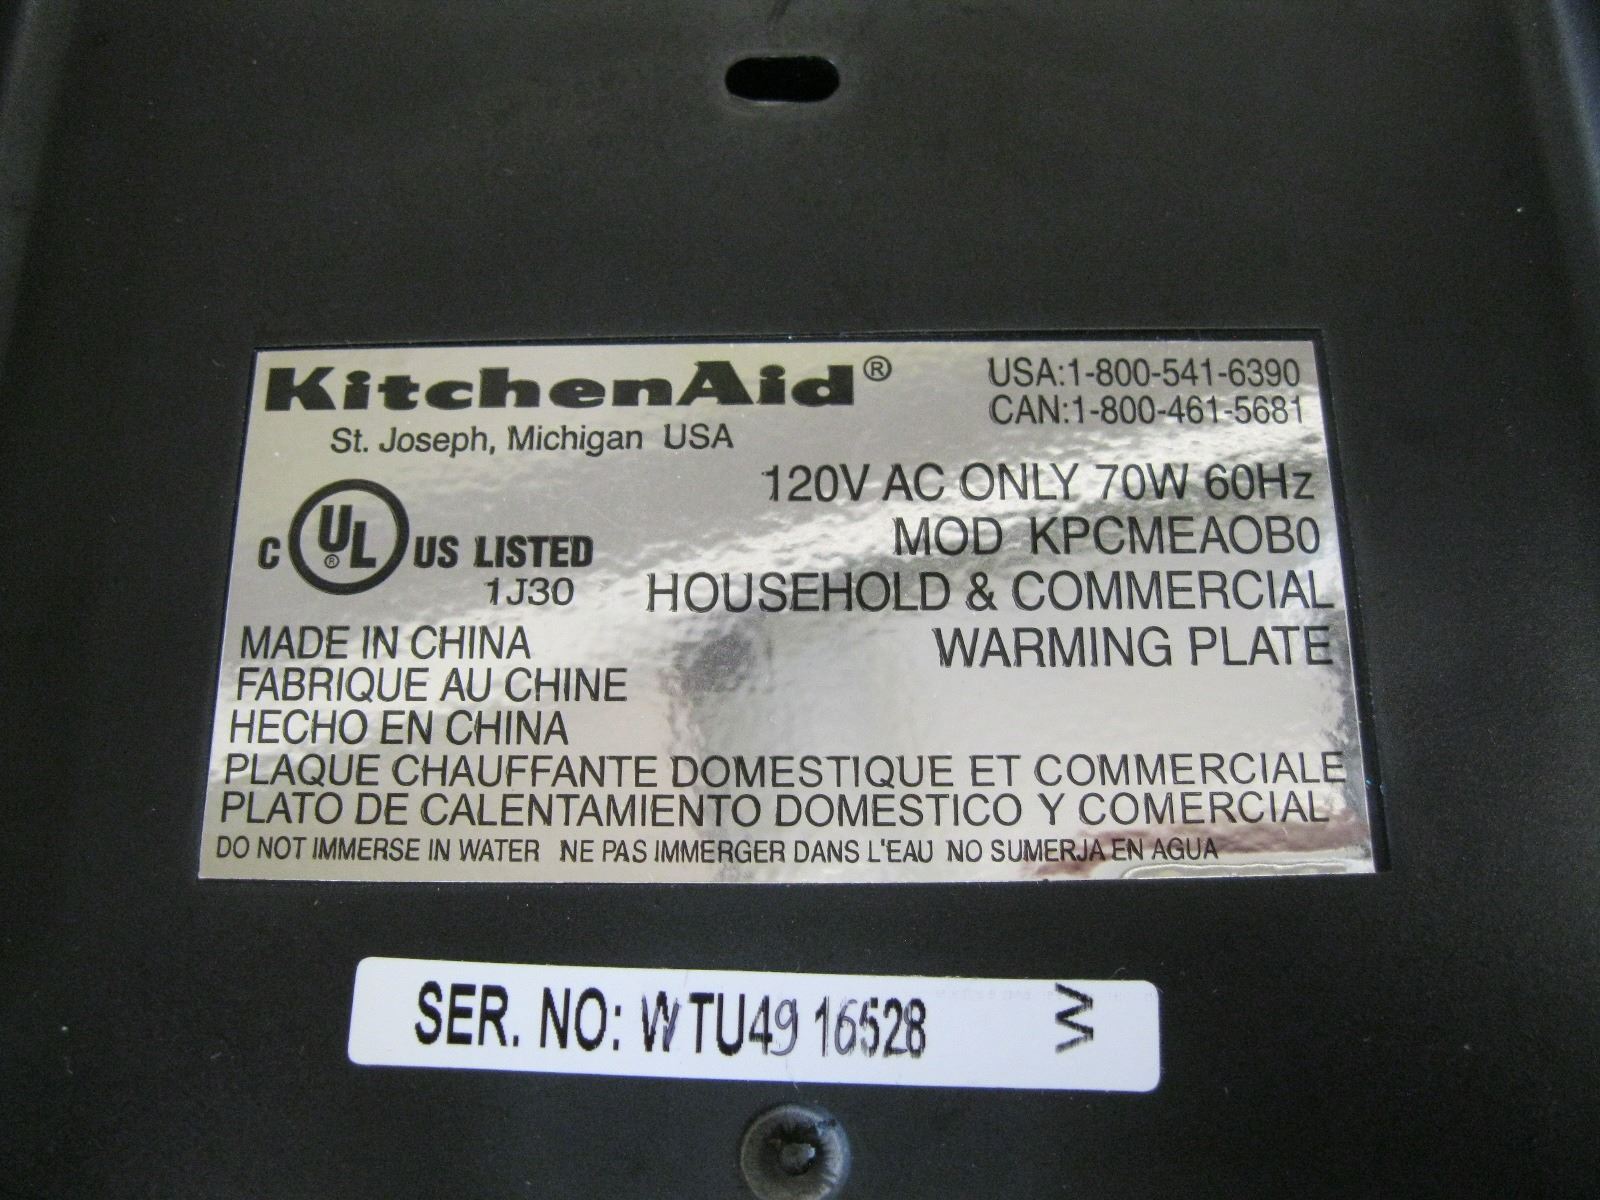 KitchenAid®
St. Joseph, Michigan USA
USA:1-800-541-6390
CAN:1-800-461-5681
120V AC ONLY 70W 60Hz
MOD KPCMEAOB0
HOUSEHOLD & COMMERCIAL
WARMING PLATE
C UL® US LISTED
1J30
MADE IN CHINA
FABRIQUE AU CHINE
HECHO EN CHINA
PLAQUE CHAUFFANTE DOMESTIQUE ET COMMERCIALE
PLATO DE CALENTAMIENTO DOMESTICO Y COMERCIAL
DO NOT IMMERSE IN WATER NE PAS IMMERGER DANS L'EAU NO SUMERJA EN AGUA
SER. NO: WTU49 16528 W